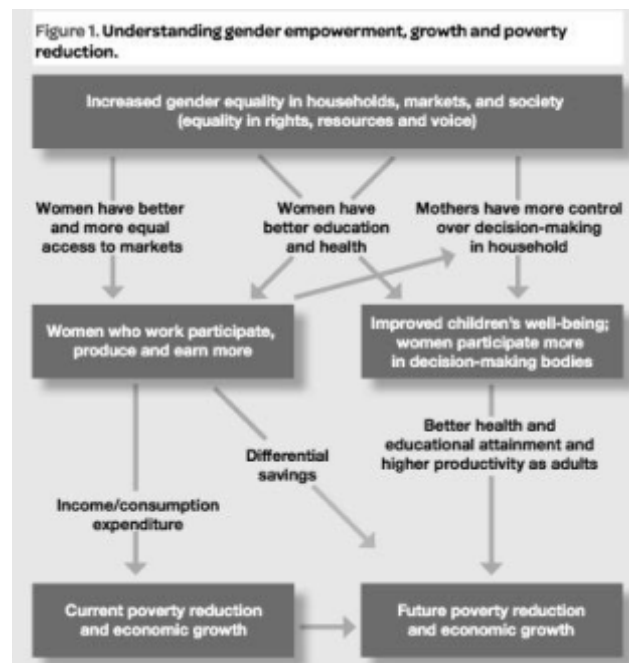 Figure 1. Understanding gender empowerment, growth and poverty
reduction.
Increased gender equality in households, markets, and society
(equality in rights, resources and voice)
Women have better
and more equal
access to markets
Women have
better education
and health
Mothers have more control
over decision-making
in household
Women who work participate,
produce and earn more
Improved children's well-being;
women participate more
in decision-making bodies
Differential
savings
Better health and
educational attainment and
higher productivity as adults
Income/consumption
expenditure
Current poverty reduction
and economic growth
Future poverty reduction
and economic growth